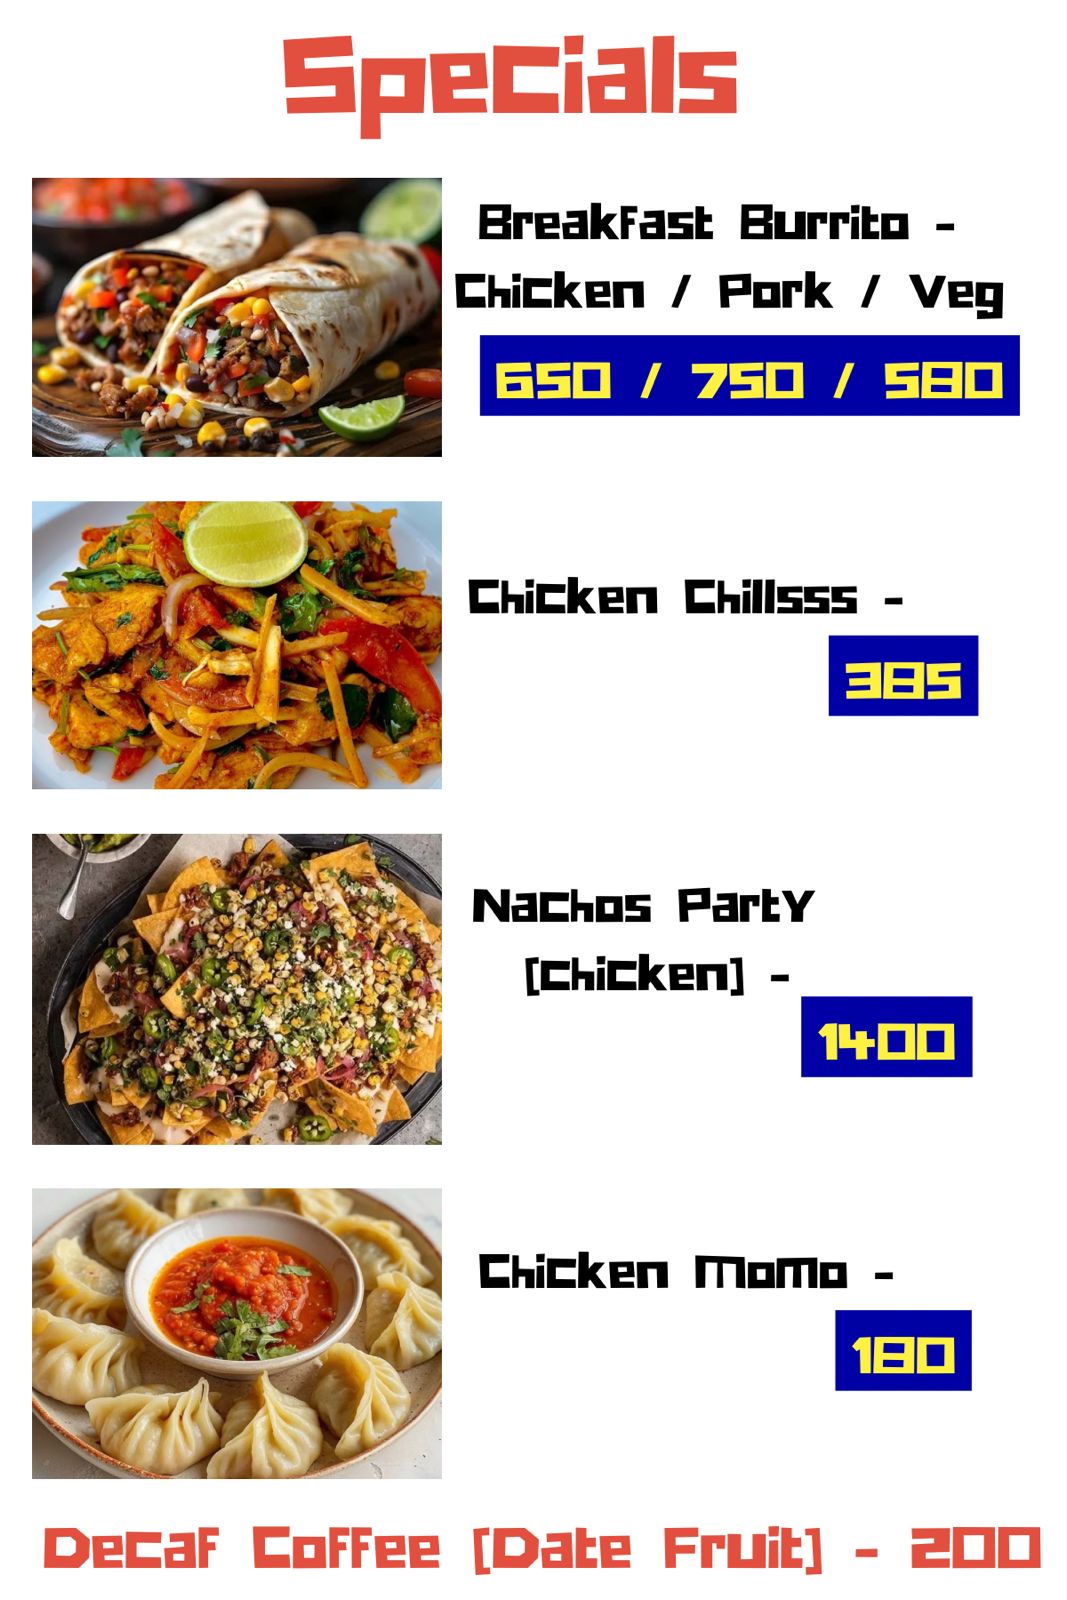 Specials
Breakfast Burrito -
Chicken / Pork / Veg
650 / 750 / 580
Chicken Chillsss -
385
Nachos Party
[Chicken] -
1400
Chicken MoMo -
180
Decaf Coffee [Date Fruit] - 200